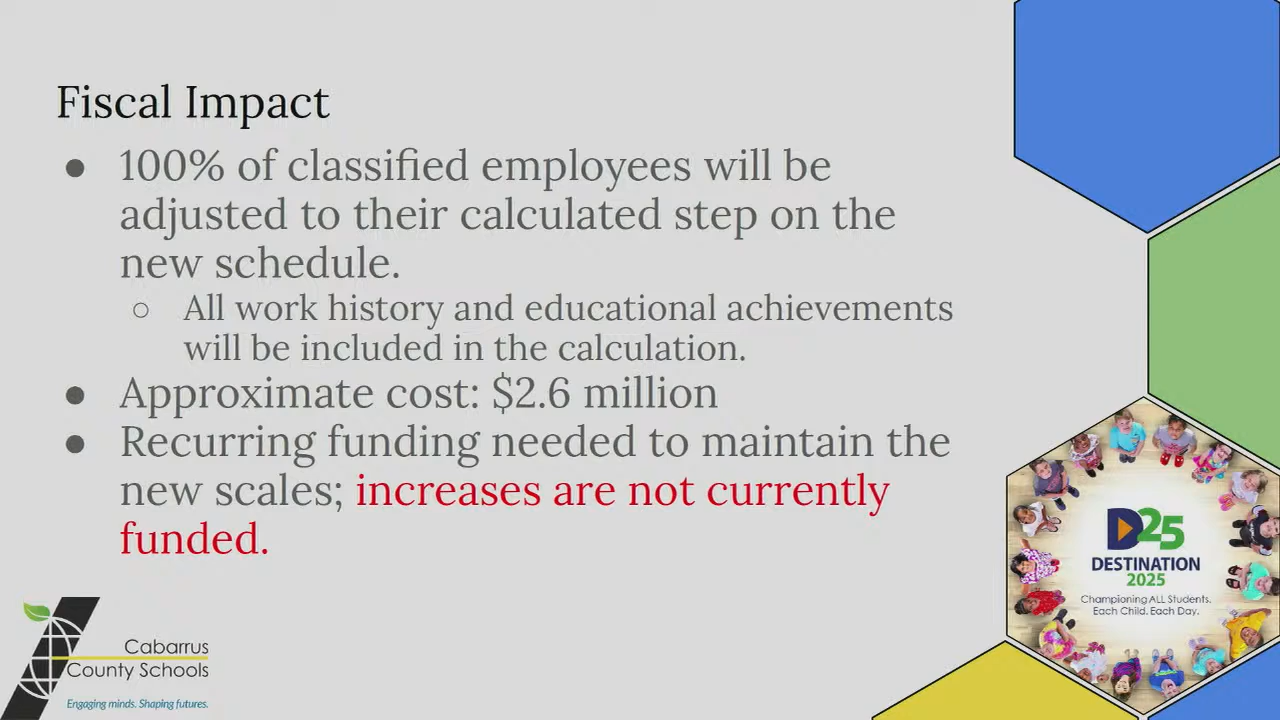 Fiscal Impact
● 100% of classified employees will be
adjusted to their calculated step on the
new schedule.
○ All work history and educational achievements
will be included in the calculation.
● Approximate cost: $2.6 million
● Recurring funding needed to maintain the
new scales; increases are not currently
funded.
D25
DESTINATION
2025
Championing ALL Students.
Each Child. Each Day.
Cabarrus
County Schools
Engaging minds. Shaping futures.